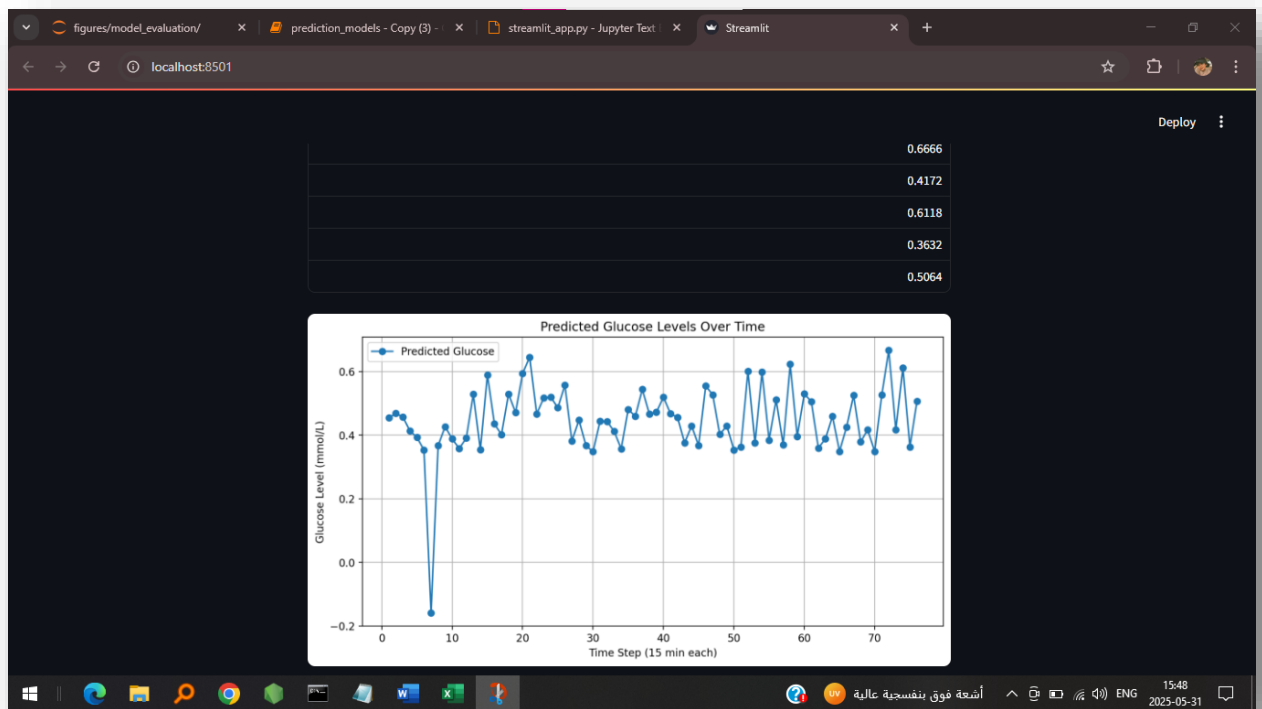 figures/model_evaluation/
prediction_models - Copy (3) -
streamlit_app.py - Jupyter Text
Streamlit
localhost:8501
Deploy
0.6666
0.4172
0.6118
0.3632
0.5064
Predicted Glucose Levels Over Time
Predicted Glucose
Glucose Level (mmol/L)
0.6
0.4
0.2
0.0
−0.2
0 10 20 30 40 50 60 70
Time Step (15 min each)
UV
أشعة فوق بنفسجية عالية
ENG
15:48
2025-05-31